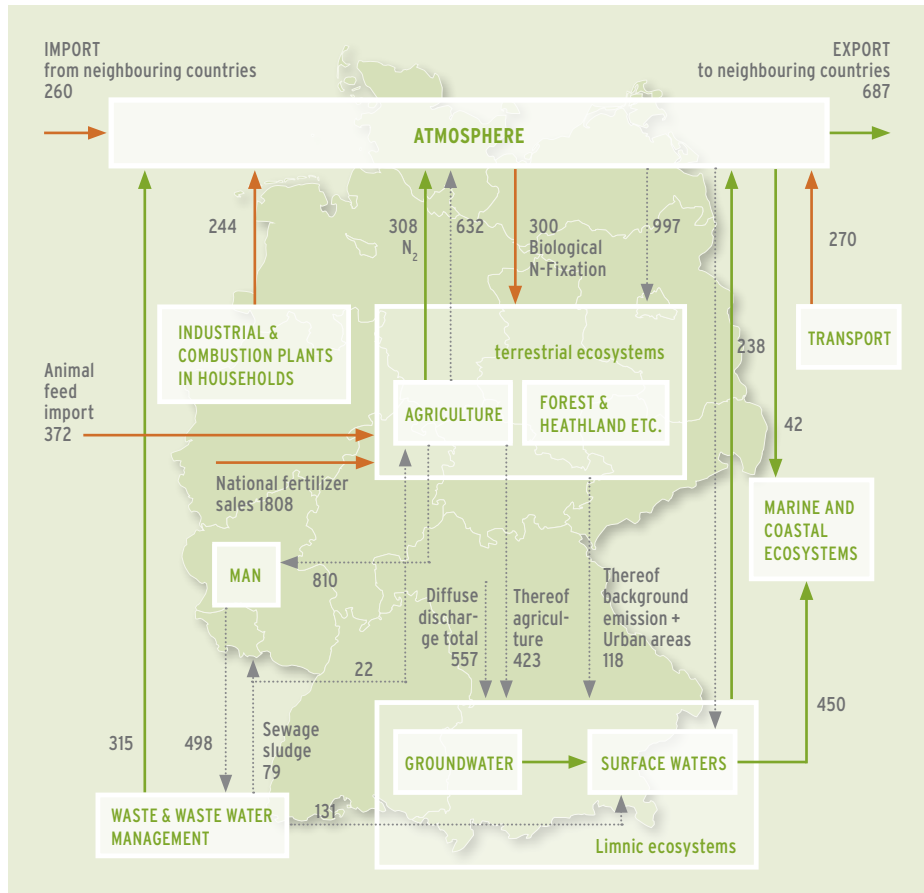 IMPORT
from neighbouring countries
260
EXPORT
to neighbouring countries
687
ATMOSPHERE
244
308
N₂
632
300
Biological
N-Fixation
997
270
INDUSTRIAL &
COMBUSTION PLANTS
IN HOUSEHOLDS
terrestrial ecosystems
238
TRANSPORT
Animal
feed
import
372
AGRICULTURE
FOREST &
HEATHLAND ETC.
42
National fertilizer
sales 1808
MARINE AND
COASTAL
ECOSYSTEMS
MAN
810
Diffuse
dischar-
ge total
557
Thereof
agricul-
ture
423
Thereof
background
emission +
Urban areas
118
22
450
315
498
Sewage
sludge
79
GROUNDWATER
SURFACE WATERS
WASTE & WASTE WATER
MANAGEMENT
131
Limnic ecosystems